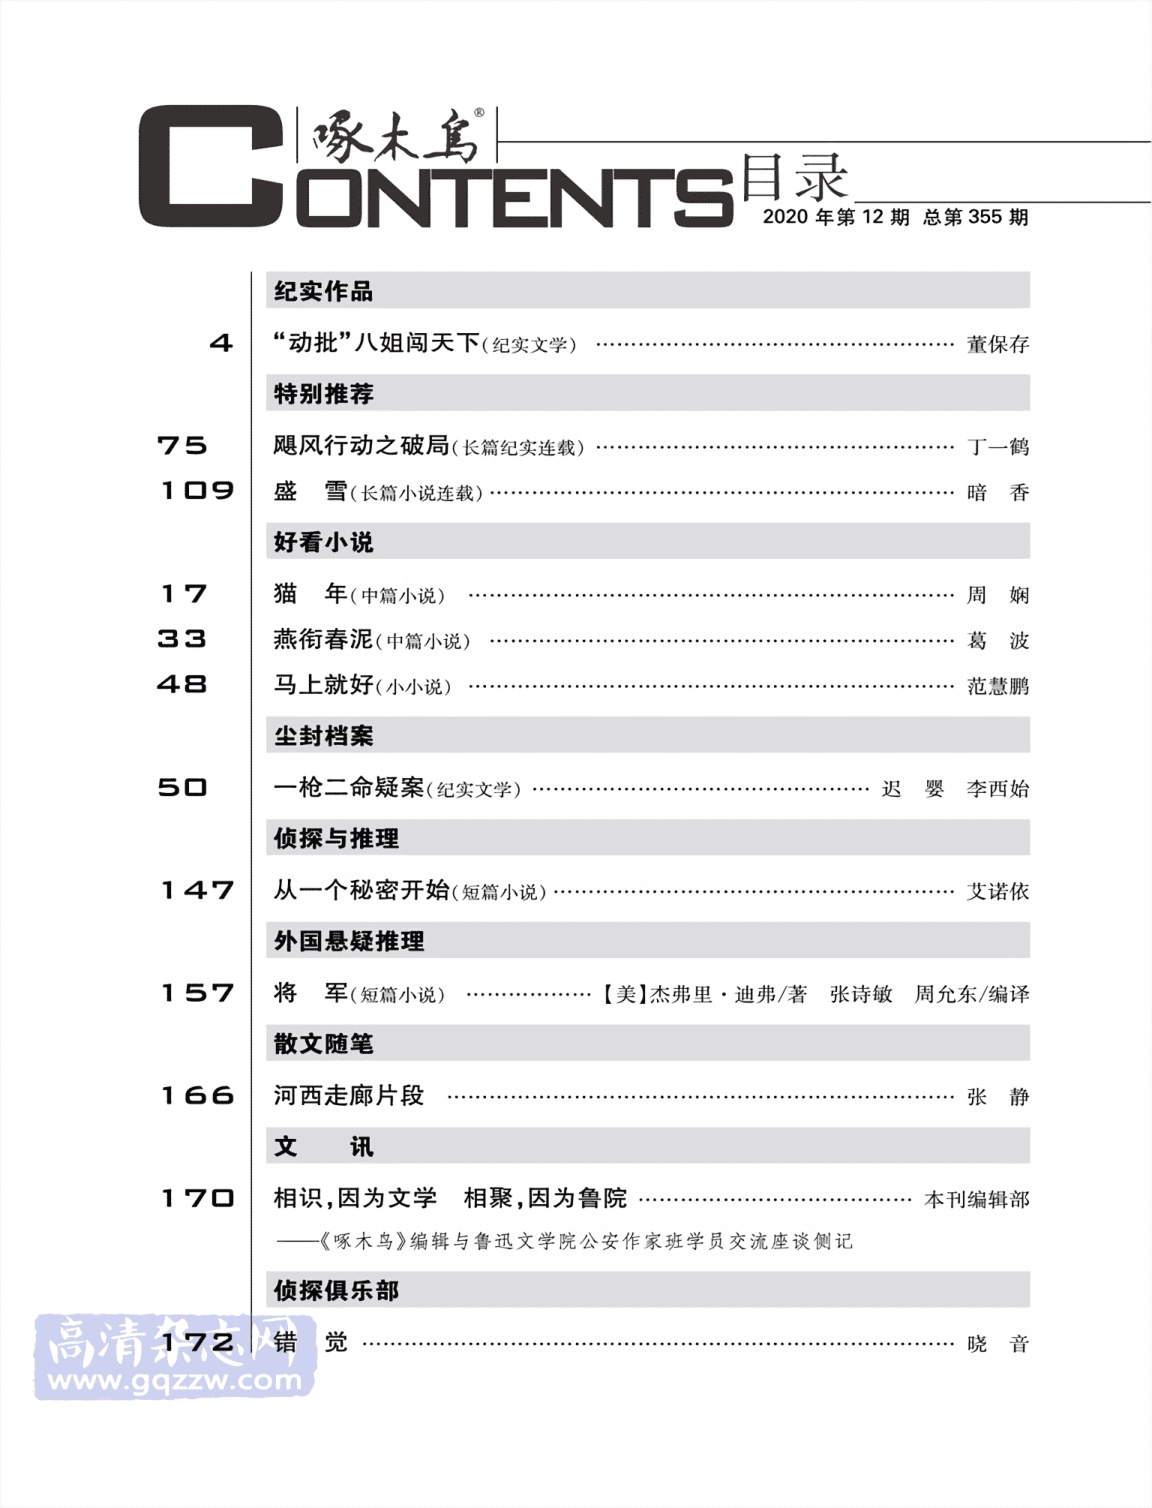 啄木鸟®
CONTENTS目录
2020 年第 12 期 总第 355 期
纪实作品
4 “动批”八姐闯天下(纪实文学) …… 董保存
特别推荐
75 飓风行动之破局(长篇纪实连载) …… 丁一鹤
109 盛 雪(长篇小说连载) …… 暗 香
好看小说
17 猫 年(中篇小说) …… 周 娴
33 燕衔春泥(中篇小说) …… 葛 波
48 马上就好(小小说) …… 范慧鹏
尘封档案
50 一枪二命疑案(纪实文学) …… 迟 婴 李西始
侦探与推理
147 从一个秘密开始(短篇小说) …… 艾诺依
外国悬疑推理
157 将 军(短篇小说) …… 【美】杰弗里·迪弗/著 张诗敏 周允东/编译
散文随笔
166 河西走廊片段 …… 张 静
文 讯
170 相识,因为文学 相聚,因为鲁院 …… 本刊编辑部
——《啄木鸟》编辑与鲁迅文学院公安作家班学员交流座谈侧记
侦探俱乐部
172 错 觉 …… 晓 音
高清杂志网
www.gqzzw.com